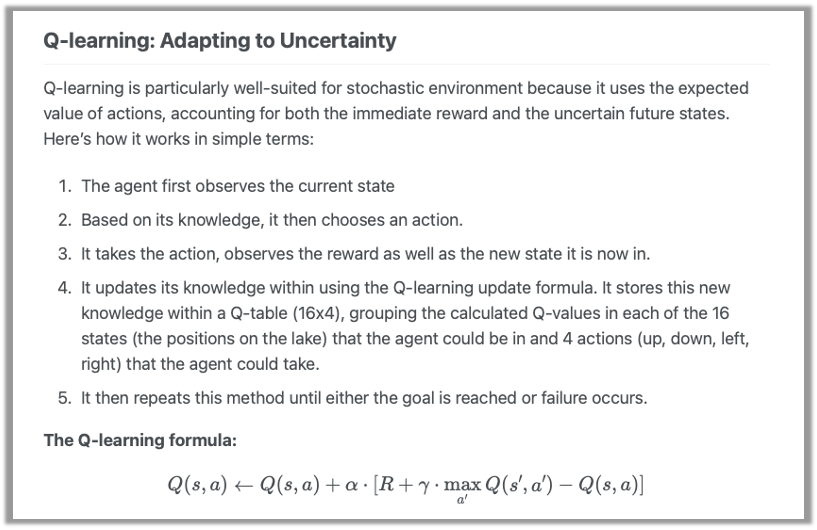 Q-learning: Adapting to Uncertainty
Q-learning is particularly well-suited for stochastic environment because it uses the expected
value of actions, accounting for both the immediate reward and the uncertain future states.
Here's how it works in simple terms:
1. The agent first observes the current state
2. Based on its knowledge, it then chooses an action.
3. It takes the action, observes the reward as well as the new state it is now in.
4. It updates its knowledge within using the Q-learning update formula. It stores this new
knowledge within a Q-table (16x4), grouping the calculated Q-values in each of the 16
states (the positions on the lake) that the agent could be in and 4 actions (up, down, left,
right) that the agent could take.
5. It then repeats this method until either the goal is reached or failure occurs.
The Q-learning formula:
Q(s, a) ← Q(s, a) + α · [R + γ · max Q(s′, a′) − Q(s, a)]
a′